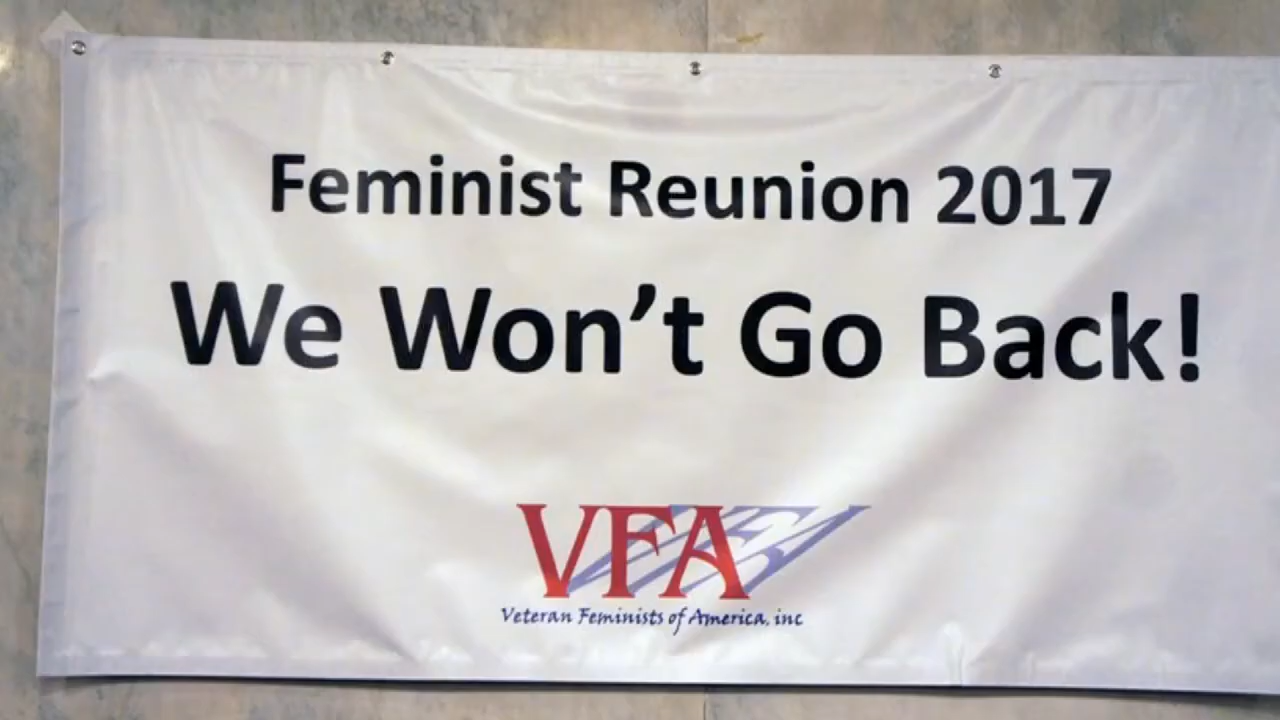 Feminist Reunion 2017
We Won't Go Back!
VFA
Veteran Feminists of America, inc